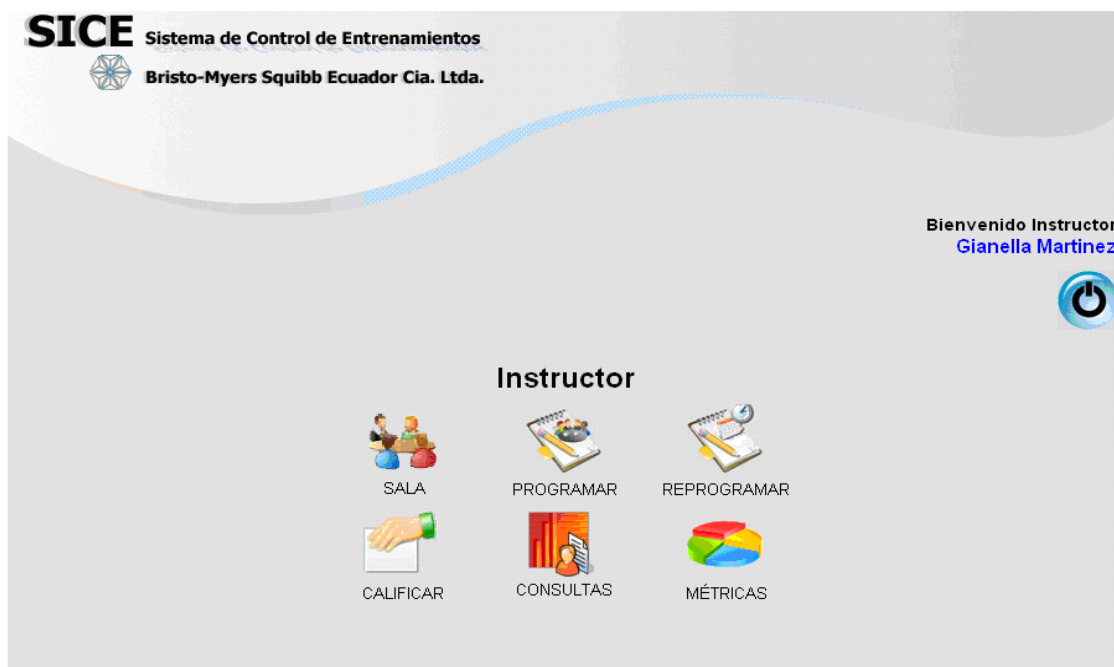 SICE Sistema de Control de Entrenamientos
Bristo-Myers Squibb Ecuador Cia. Ltda.
Bienvenido Instructor
Gianella Martinez
Instructor
SALA PROGRAMAR REPROGRAMAR
CALIFICAR CONSULTAS MÉTRICAS